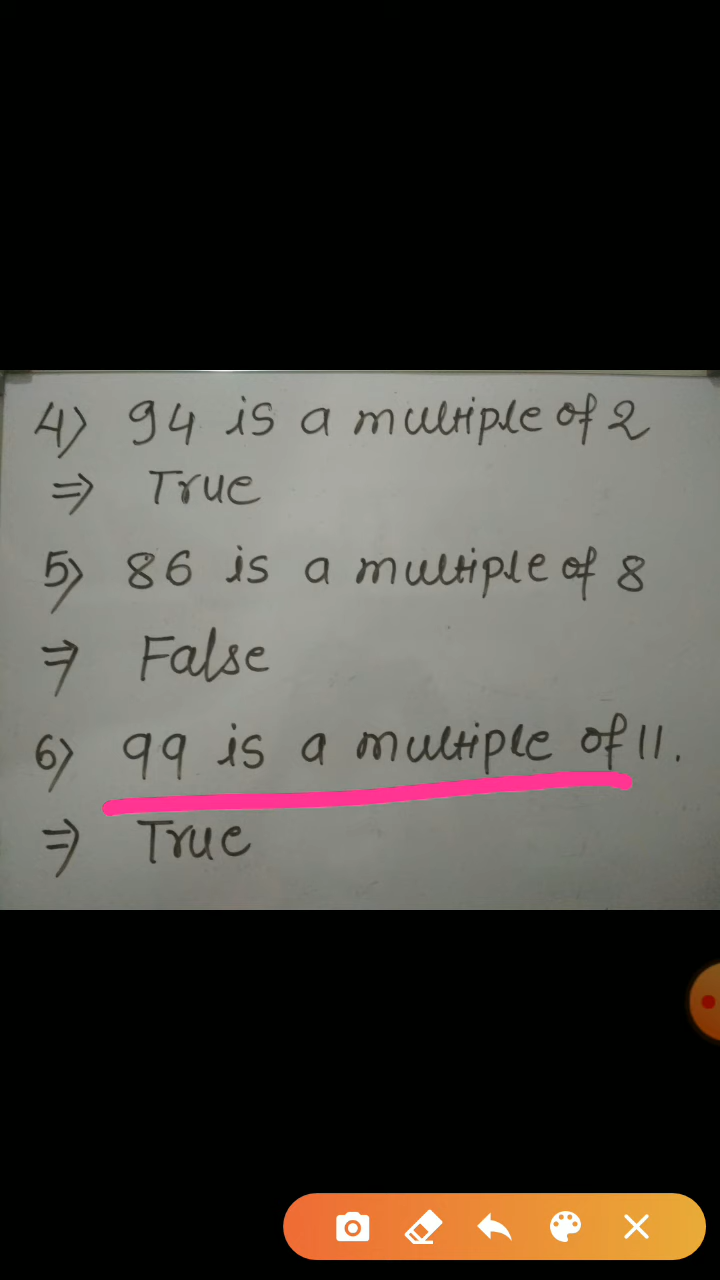 4) 94 is a multiple of 2
⇒ True
5) 86 is a multiple of 8
⇒ False
6) 99 is a multiple of 11.
⇒ True